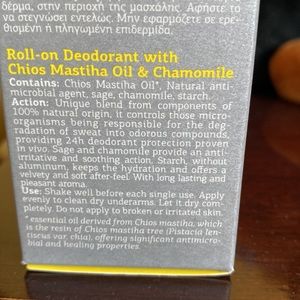 δέρμα, στην περιοχή της μασχάλης. Αφήστε το
να στεγνώσει εντελώς. Μην εφαρμόζετε σε ερε-
θισμένη ή πληγωμένη επιδερμίδα.
Roll-on Deodorant with
Chios Mastiha Oil & Chamomile
Contains: Chios Mastiha Oil*, Natural anti-
microbial agent, sage, chamomile, starch.
Action: Unique blend from components of
100% natural origin, it controls those micro-
organisms being responsible for the deg-
radation of sweat into odorous compounds,
providing 24h deodorant protection proven
in vivo. Sage and chamomile provide an anti-
irritative and soothing action. Starch, without
aluminum, keeps the hydration and offers a
velvety and soft after-feel. With long lasting and
pleasant aroma.
Use: Shake well before each single use. Apply
evenly to clean dry underarms. Let it dry com-
pletely. Do not apply to broken or irritated skin.
* essential oil derived from Chios mastiha, which
is the resin of Chios mastiha tree (Pistacia len-
tiscus var. chia), offering significant antimicro-
bial and healing properties.